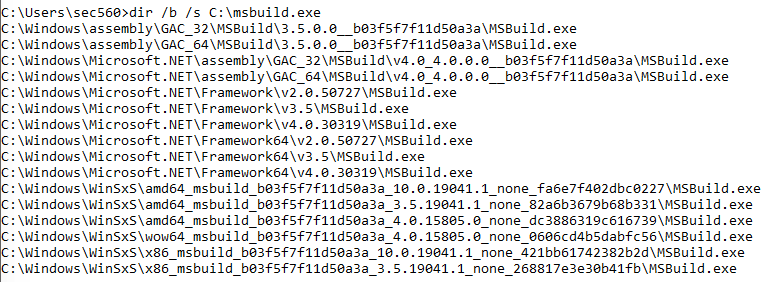 C:\Users\sec560>dir /b /s C:\msbuild.exe
C:\Windows\assembly\GAC_32\MSBuild\3.5.0.0__b03f5f7f11d50a3a\MSBuild.exe
C:\Windows\assembly\GAC_64\MSBuild\3.5.0.0__b03f5f7f11d50a3a\MSBuild.exe
C:\Windows\Microsoft.NET\assembly\GAC_32\MSBuild\v4.0_4.0.0.0__b03f5f7f11d50a3a\MSBuild.exe
C:\Windows\Microsoft.NET\assembly\GAC_64\MSBuild\v4.0_4.0.0.0__b03f5f7f11d50a3a\MSBuild.exe
C:\Windows\Microsoft.NET\Framework\v2.0.50727\MSBuild.exe
C:\Windows\Microsoft.NET\Framework\v3.5\MSBuild.exe
C:\Windows\Microsoft.NET\Framework\v4.0.30319\MSBuild.exe
C:\Windows\Microsoft.NET\Framework64\v2.0.50727\MSBuild.exe
C:\Windows\Microsoft.NET\Framework64\v3.5\MSBuild.exe
C:\Windows\Microsoft.NET\Framework64\v4.0.30319\MSBuild.exe
C:\Windows\WinSxS\amd64_msbuild_b03f5f7f11d50a3a_10.0.19041.1_none_fa6e7f402dbc0227\MSBuild.exe
C:\Windows\WinSxS\amd64_msbuild_b03f5f7f11d50a3a_3.5.19041.1_none_82a6b3679b68b331\MSBuild.exe
C:\Windows\WinSxS\amd64_msbuild_b03f5f7f11d50a3a_4.0.15805.0_none_dc3886319c616739\MSBuild.exe
C:\Windows\WinSxS\wow64_msbuild_b03f5f7f11d50a3a_4.0.15805.0_none_0606cd4b5dabfc56\MSBuild.exe
C:\Windows\WinSxS\x86_msbuild_b03f5f7f11d50a3a_10.0.19041.1_none_421bb61742382b2d\MSBuild.exe
C:\Windows\WinSxS\x86_msbuild_b03f5f7f11d50a3a_3.5.19041.1_none_268817e3e30b41fb\MSBuild.exe